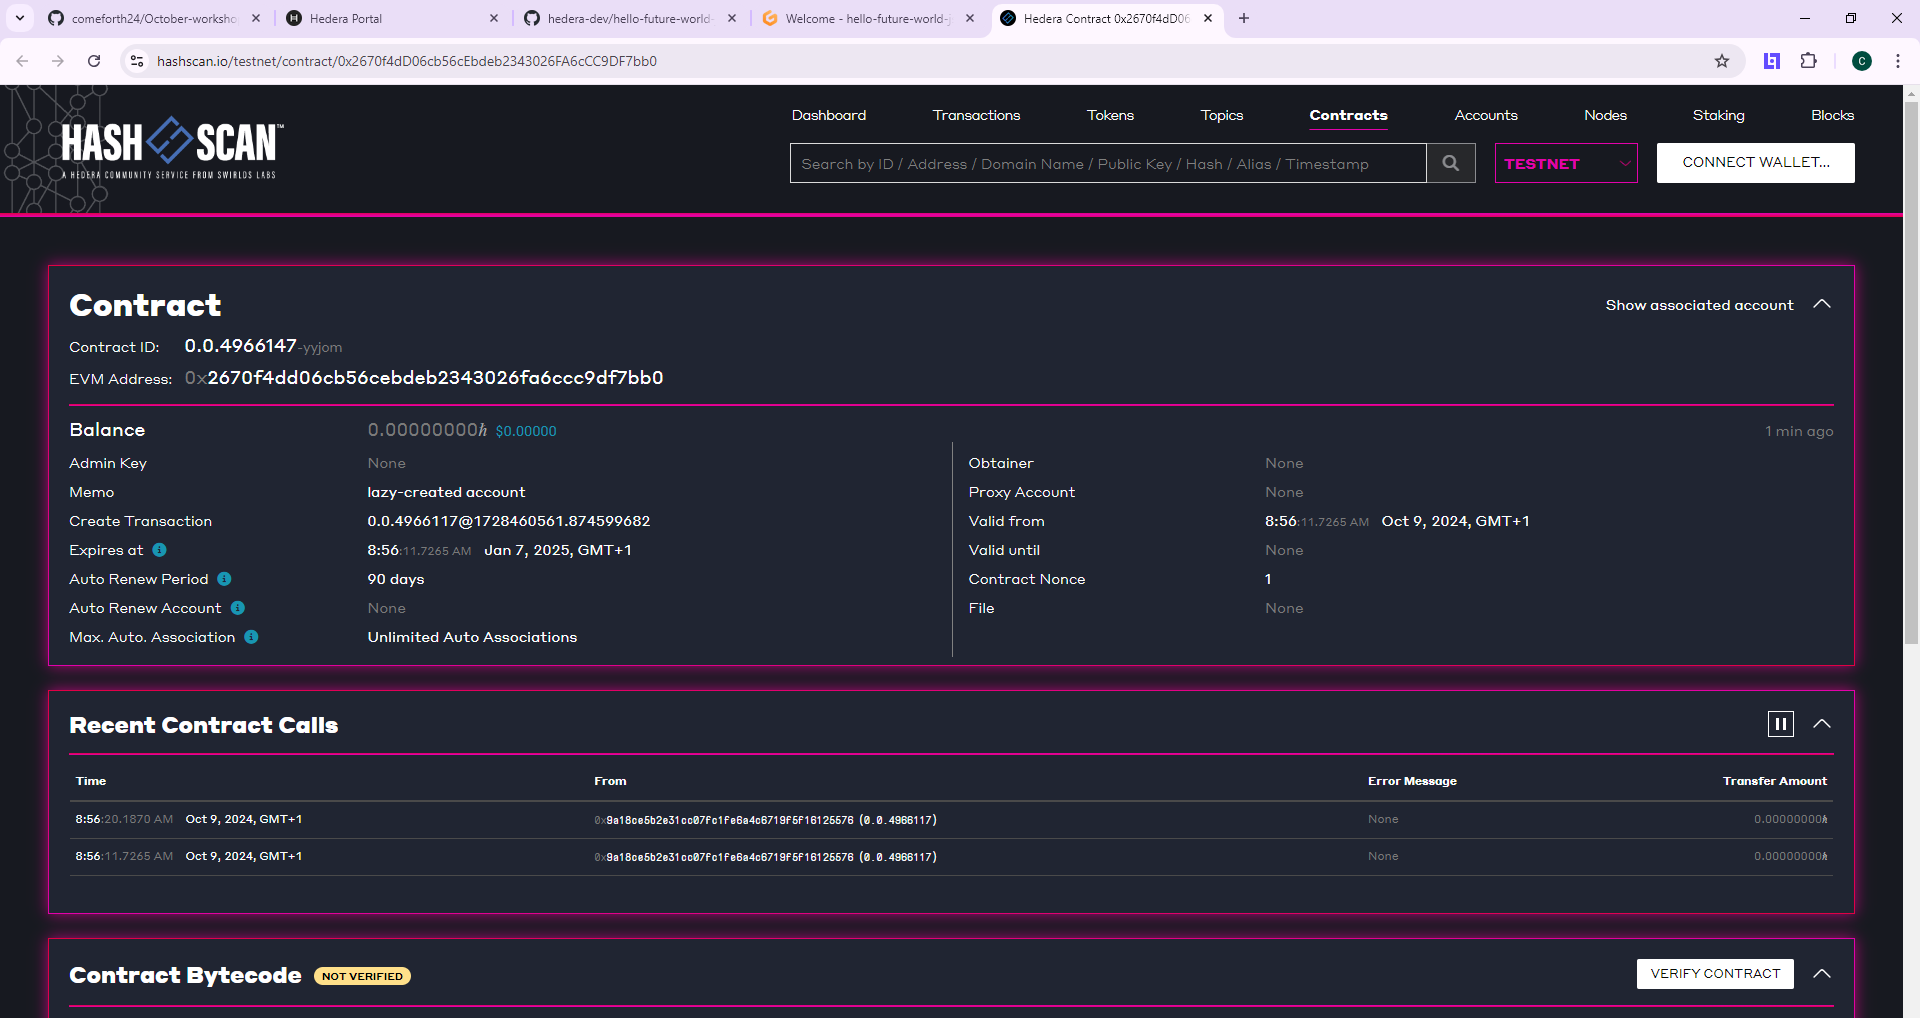 comeforth24/October-worksho
Hedera Portal
hedera-dev/hello-future-world-
Welcome - hello-future-world-j
Hedera Contract 0x2670f4dD06
hashscan.io/testnet/contract/0x2670f4dD06cb56cEbdeb2343026FA6cCC9DF7bb0
C
HASH SCAN™
A HEDERA COMMUNITY SERVICE FROM SWIRLDS LABS
Dashboard Transactions Tokens Topics Contracts Accounts Nodes Staking Blocks
Search by ID / Address / Domain Name / Public Key / Hash / Alias / Timestamp
TESTNET
CONNECT WALLET...
Contract
Show associated account
Contract ID: 0.0.4966147-yyjom
EVM Address: 0x2670f4dd06cb56cebdeb2343026fa6ccc9df7bb0
Balance 0.00000000ℏ $0.00000
1 min ago
Admin Key None
Memo lazy-created account
Create Transaction 0.0.4966117@1728460561.874599682
Expires at 8:56:11.7265 AM Jan 7, 2025, GMT+1
Auto Renew Period 90 days
Auto Renew Account None
Max. Auto. Association Unlimited Auto Associations
Obtainer None
Proxy Account None
Valid from 8:56:11.7265 AM Oct 9, 2024, GMT+1
Valid until None
Contract Nonce 1
File None
Recent Contract Calls
Time From Error Message Transfer Amount
8:56:20.1870 AM Oct 9, 2024, GMT+1 0x9a18ce5b2e31cc07fc1fe6a4c6719f5f16125576 (0.0.4966117) None 0.00000000ℏ
8:56:11.7265 AM Oct 9, 2024, GMT+1 0x9a18ce5b2e31cc07fc1fe6a4c6719f5f16125576 (0.0.4966117) None 0.00000000ℏ
Contract Bytecode NOT VERIFIED
VERIFY CONTRACT